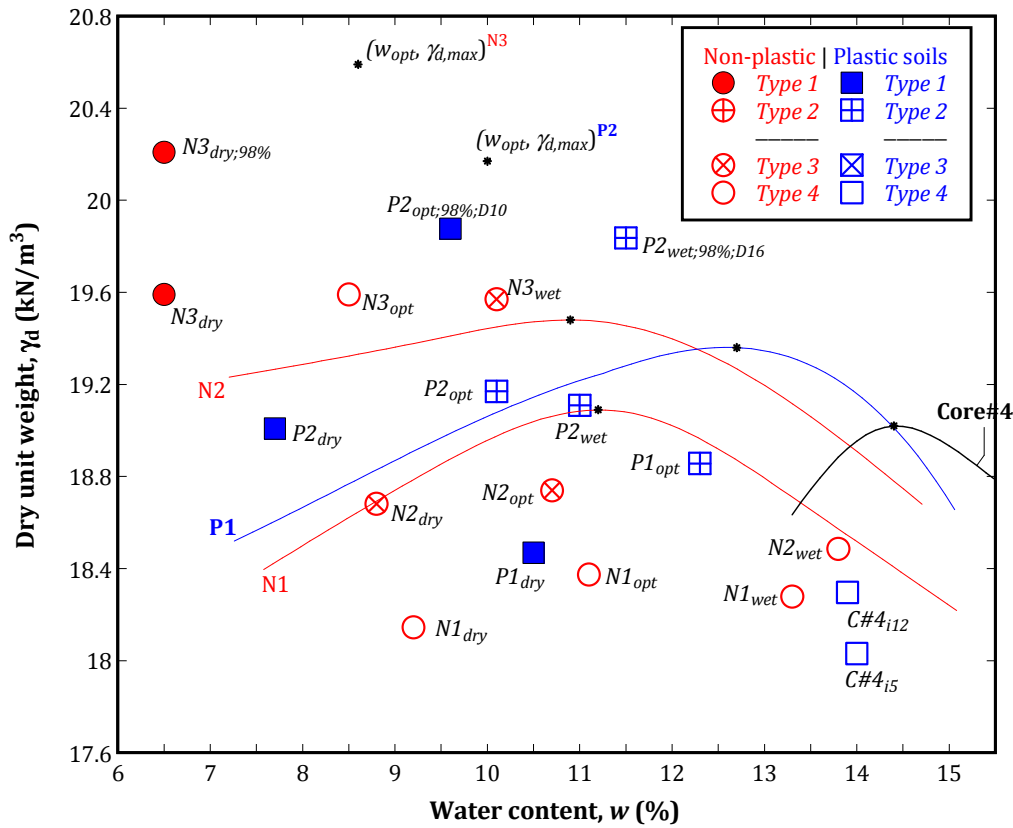 20.8
20.4
20
19.6
19.2
18.8
18.4
18
17.6
Dry unit weight, γd (kN/m³)
6
7
8
9
10
11
12
13
14
15
Water content, w (%)
Non-plastic | Plastic soils
Type 1
Type 1
Type 2
Type 2
Type 3
Type 3
Type 4
Type 4
(wopt, γd,max)N3
N3dry;98%
(wopt, γd,max)P2
P2opt;98%;D10
P2wet;98%;D16
N3dry
N3opt
N3wet
N2
P2opt
P2wet
Core#4
P2dry
P1opt
N2opt
N2dry
P1
N2wet
N1
P1dry
N1opt
N1wet
C#4i12
N1dry
C#4i5